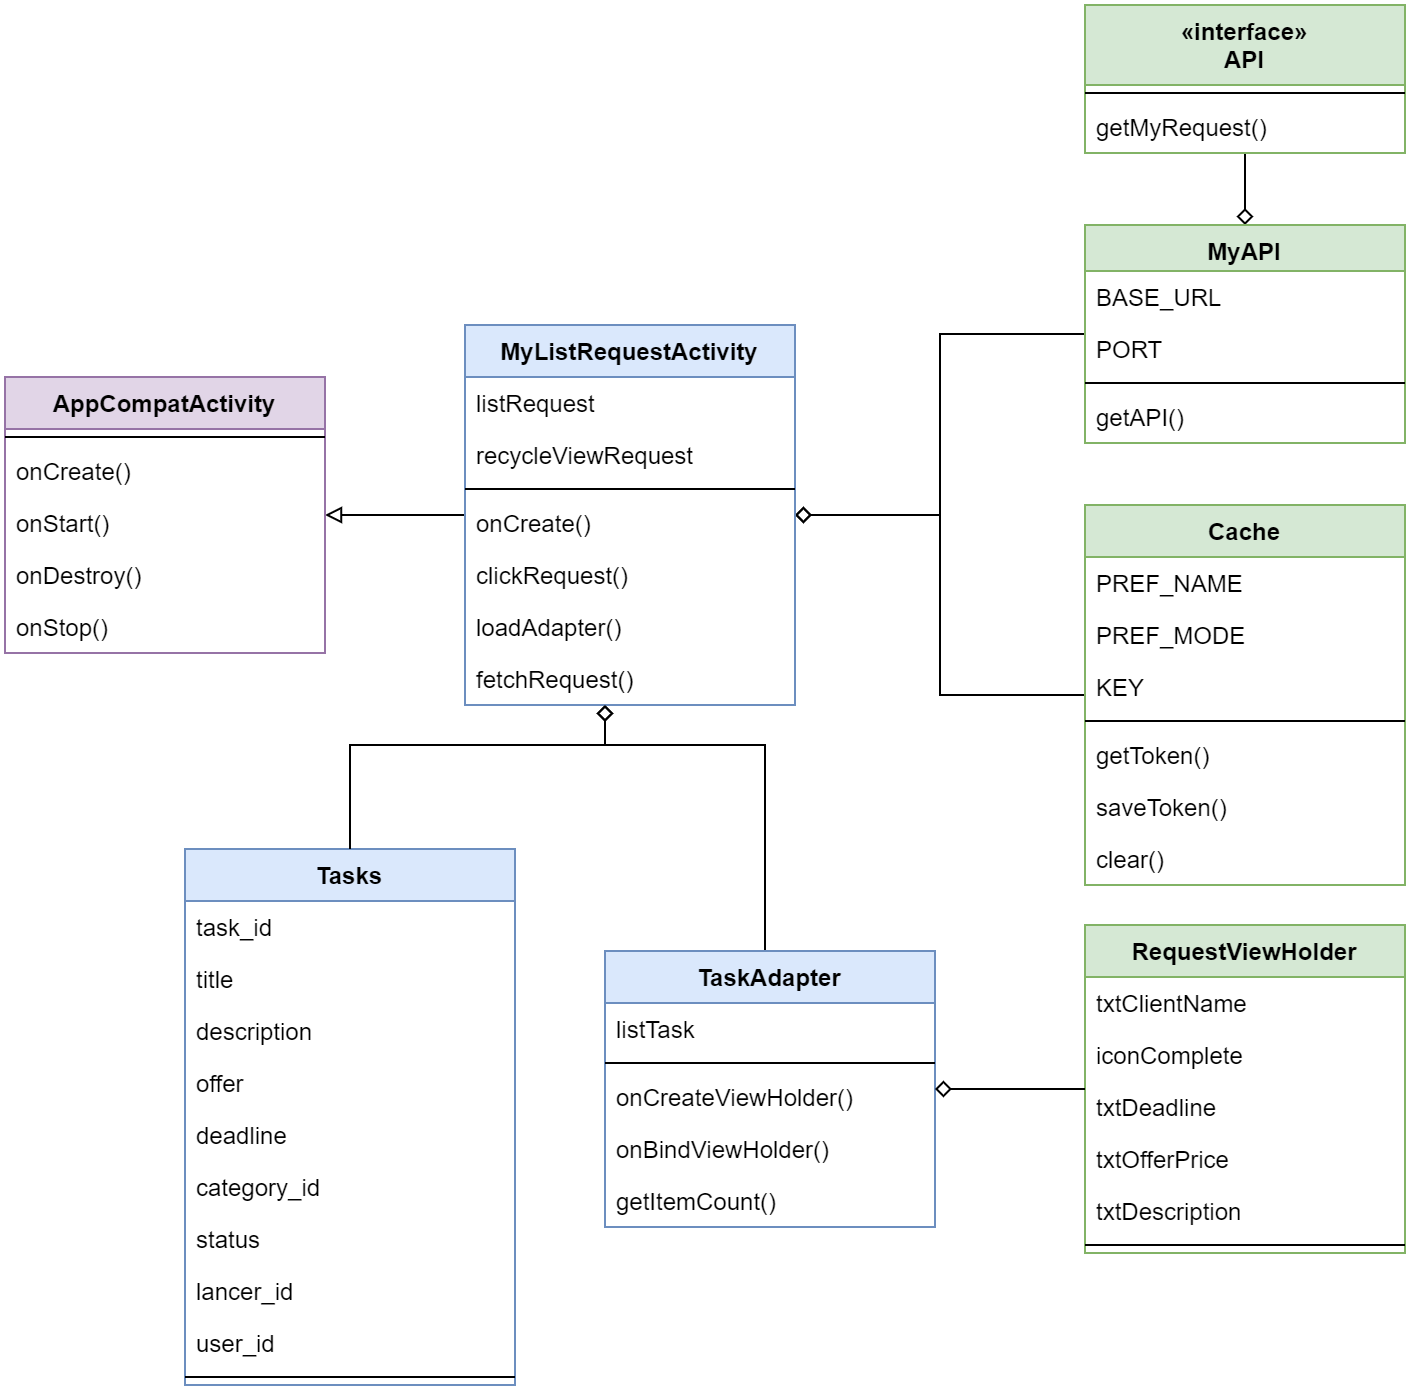 «interface»
API
getMyRequest()
MyAPI
BASE_URL
PORT
getAPI()
MyListRequestActivity
listRequest
recycleViewRequest
onCreate()
clickRequest()
loadAdapter()
fetchRequest()
AppCompatActivity
onCreate()
onStart()
onDestroy()
onStop()
Cache
PREF_NAME
PREF_MODE
KEY
getToken()
saveToken()
clear()
Tasks
task_id
title
description
offer
deadline
category_id
status
lancer_id
user_id
TaskAdapter
listTask
onCreateViewHolder()
onBindViewHolder()
getItemCount()
RequestViewHolder
txtClientName
iconComplete
txtDeadline
txtOfferPrice
txtDescription